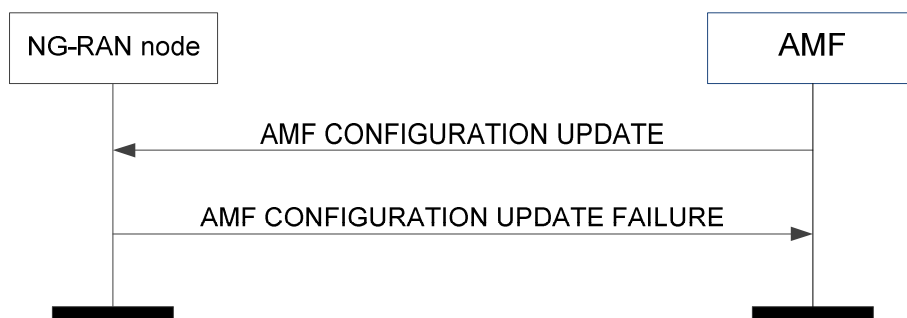 NG-RAN node
AMF
AMF CONFIGURATION UPDATE
AMF CONFIGURATION UPDATE FAILURE